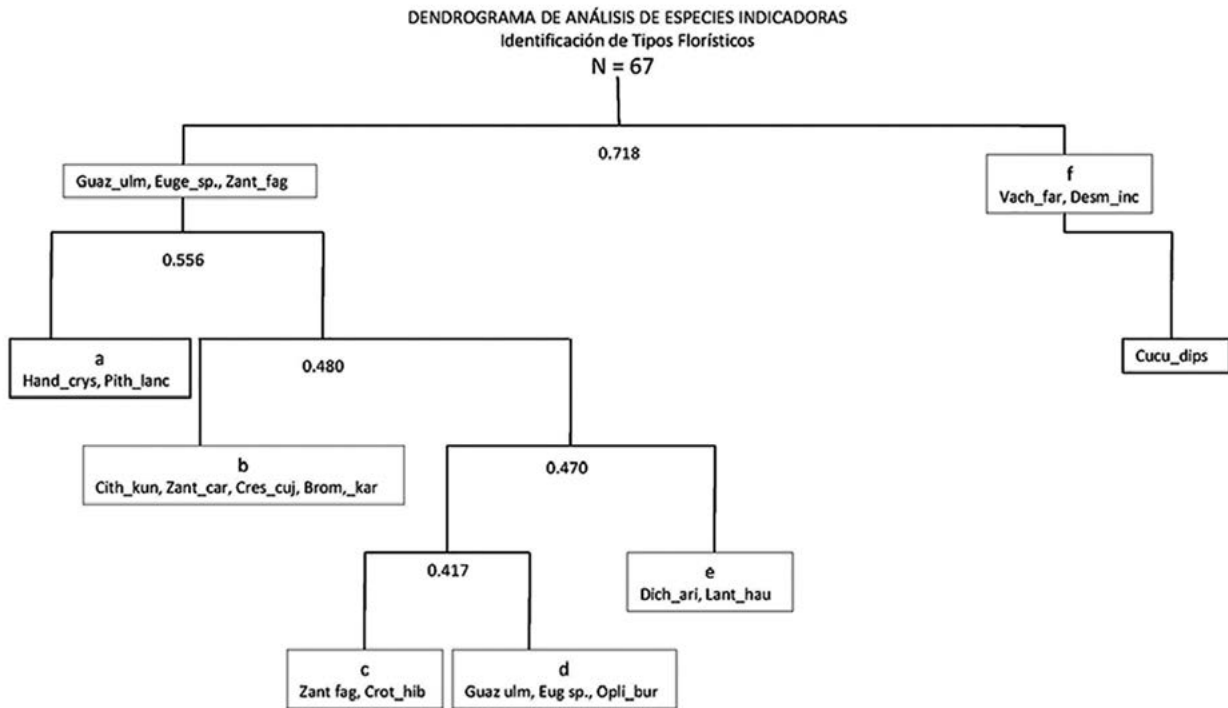 DENDROGRAMA DE ANÁLISIS DE ESPECIES INDICADORAS
Identificación de Tipos Florísticos
N = 67
0.718
Guaz_ulm, Euge_sp., Zant_fag
f
Vach_far, Desm_inc
0.556
a
Hand_crys, Pith_lanc
0.480
Cucu_dips
b
Cith_kun, Zant_car, Cres_cuj, Brom,_kar
0.470
0.417
e
Dich_ari, Lant_hau
c
Zant fag, Crot_hib
d
Guaz ulm, Eug sp., Opli_bur